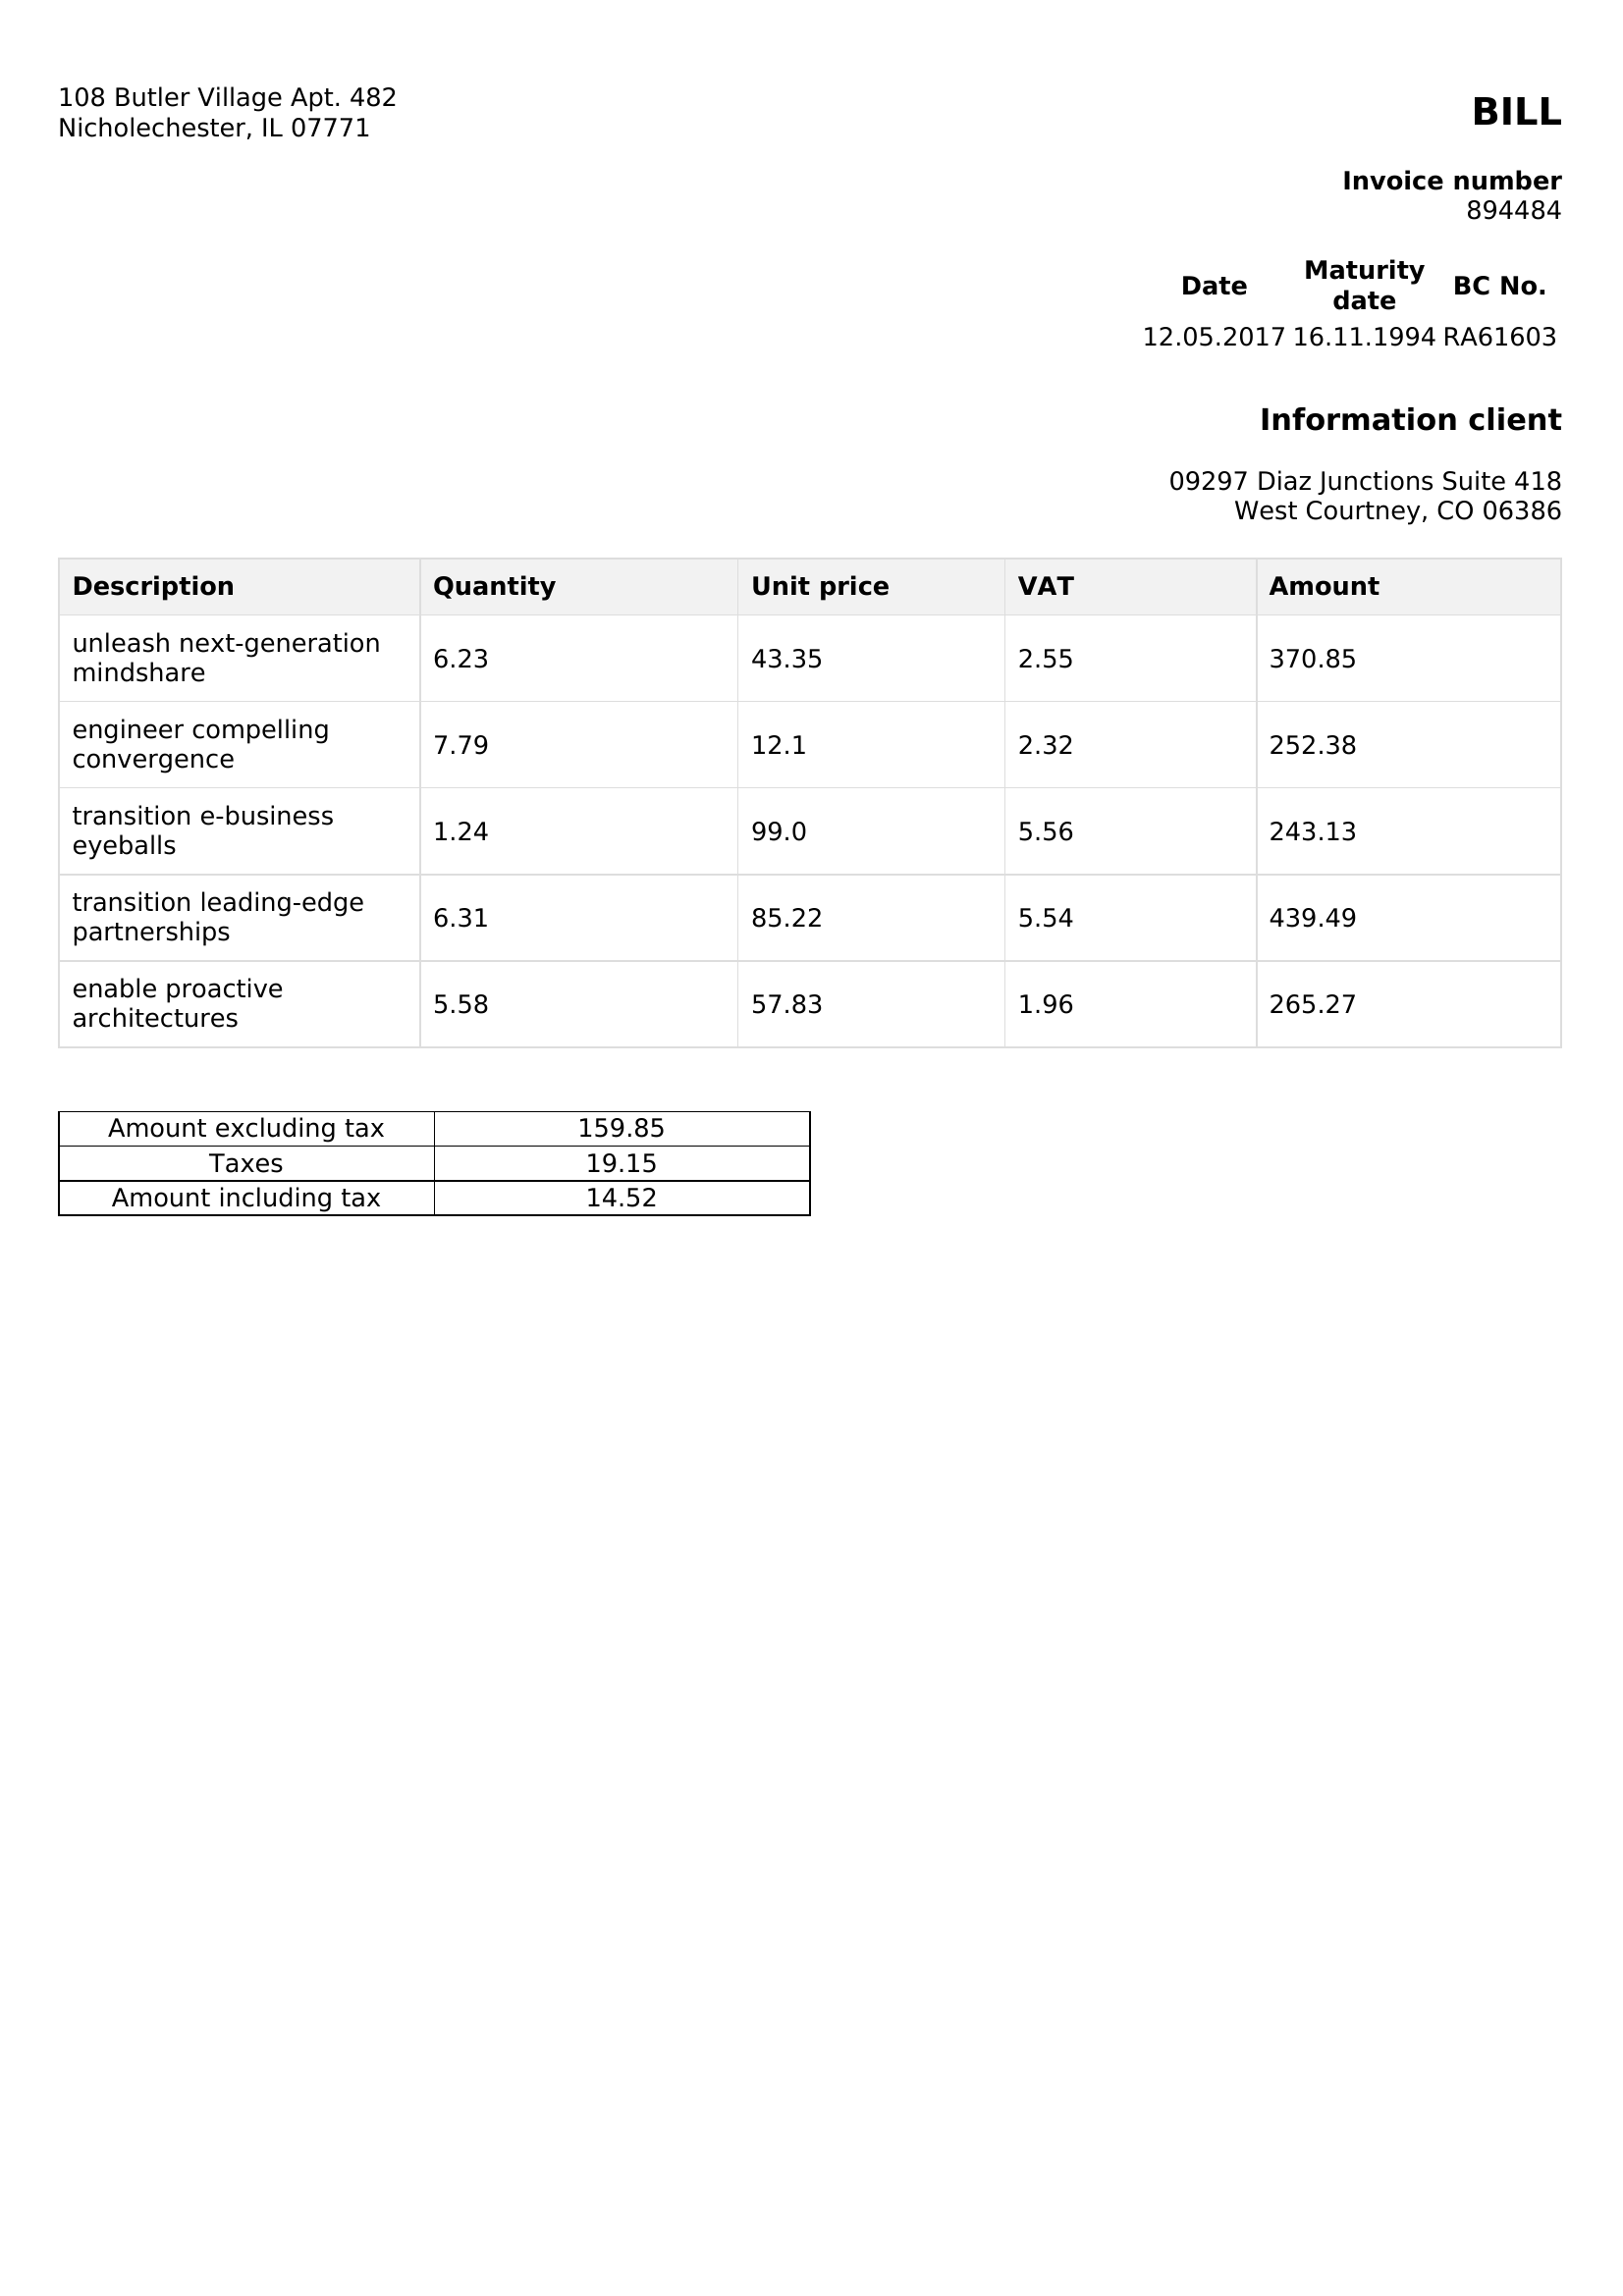 108 Butler Village Apt. 482
Nicholechester, IL 07771
BILL
Invoice number
894484
Date Maturity date BC No.
12.05.2017 16.11.1994 RA61603
Information client
09297 Diaz Junctions Suite 418
West Courtney, CO 06386
Description Quantity Unit price VAT Amount
unleash next-generation
mindshare 6.23 43.35 2.55 370.85
engineer compelling
convergence 7.79 12.1 2.32 252.38
transition e-business
eyeballs 1.24 99.0 5.56 243.13
transition leading-edge
partnerships 6.31 85.22 5.54 439.49
enable proactive
architectures 5.58 57.83 1.96 265.27
Amount excluding tax 159.85
Taxes 19.15
Amount including tax 14.52